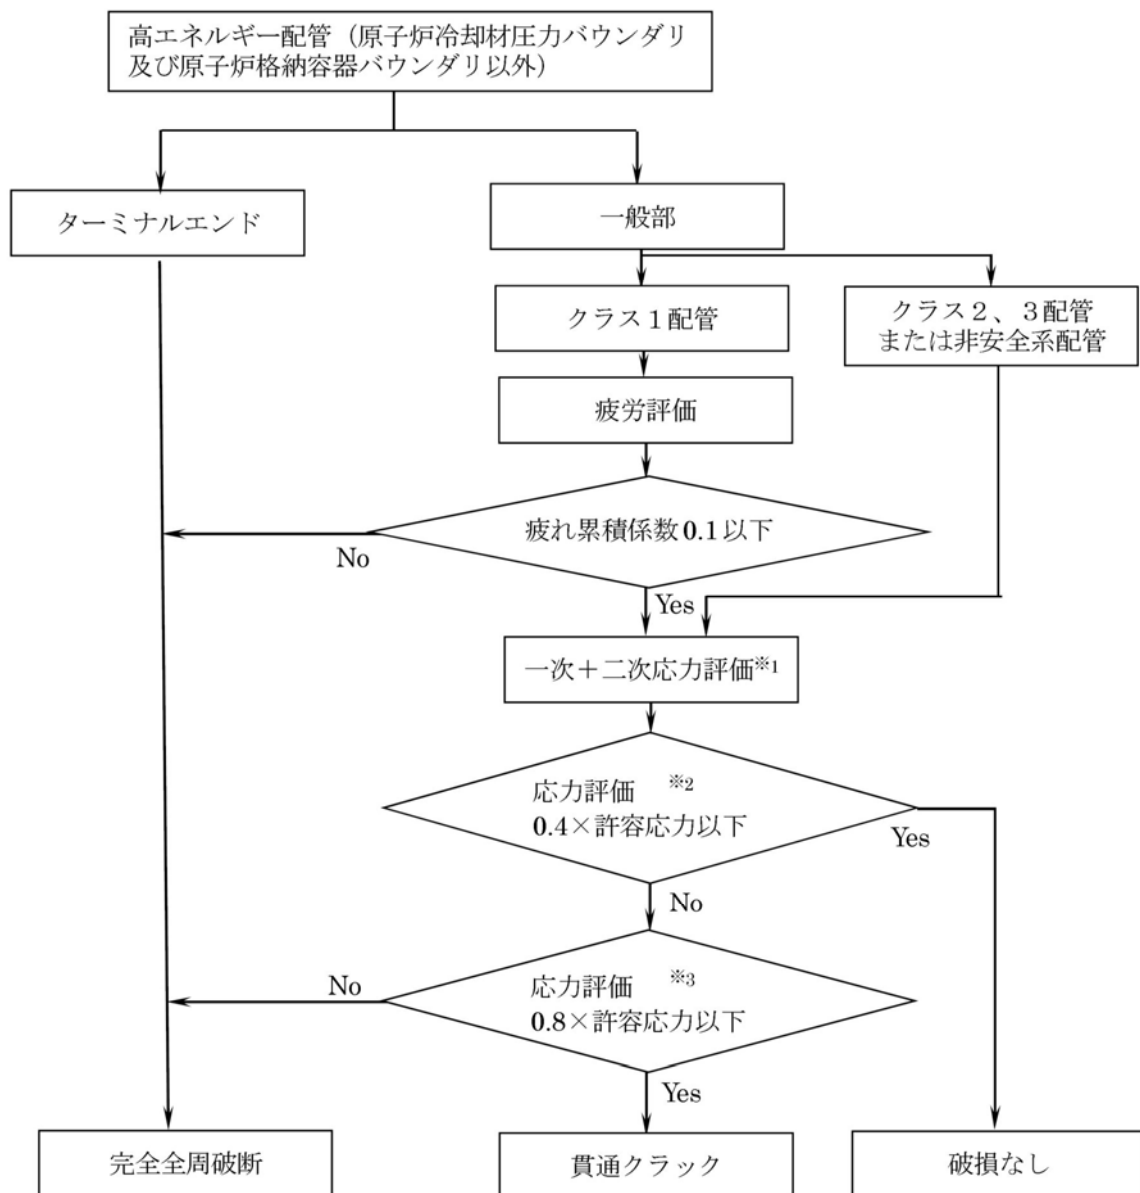 高エネルギー配管（原子炉冷却材圧力バウンダリ
及び原子炉格納容器バウンダリ以外）
ターミナルエンド
一般部
クラス１配管
クラス２、３配管
または非安全系配管
疲労評価
疲れ累積係数 0.1 以下
No
Yes
一次＋二次応力評価※1
応力評価 ※2
0.4×許容応力以下
Yes
No
応力評価 ※3
0.8×許容応力以下
No
Yes
完全全周破断
貫通クラック
破損なし